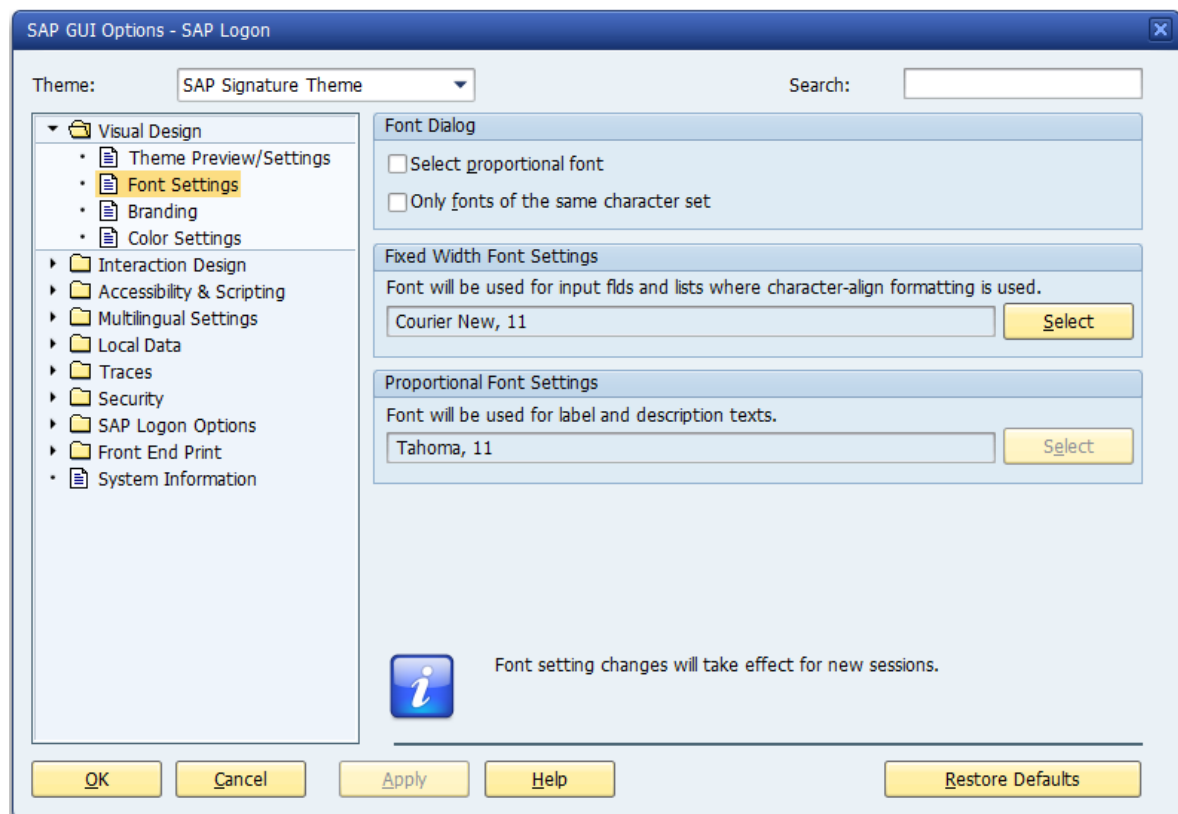 SAP GUI Options - SAP Logon
Theme: SAP Signature Theme Search:
Visual Design
Theme Preview/Settings
Font Settings
Branding
Color Settings
Interaction Design
Accessibility & Scripting
Multilingual Settings
Local Data
Traces
Security
SAP Logon Options
Front End Print
System Information
Font Dialog
Select proportional font
Only fonts of the same character set
Fixed Width Font Settings
Font will be used for input flds and lists where character-align formatting is used.
Courier New, 11 Select
Proportional Font Settings
Font will be used for label and description texts.
Tahoma, 11 Select
i Font setting changes will take effect for new sessions.
OK Cancel Apply Help Restore Defaults